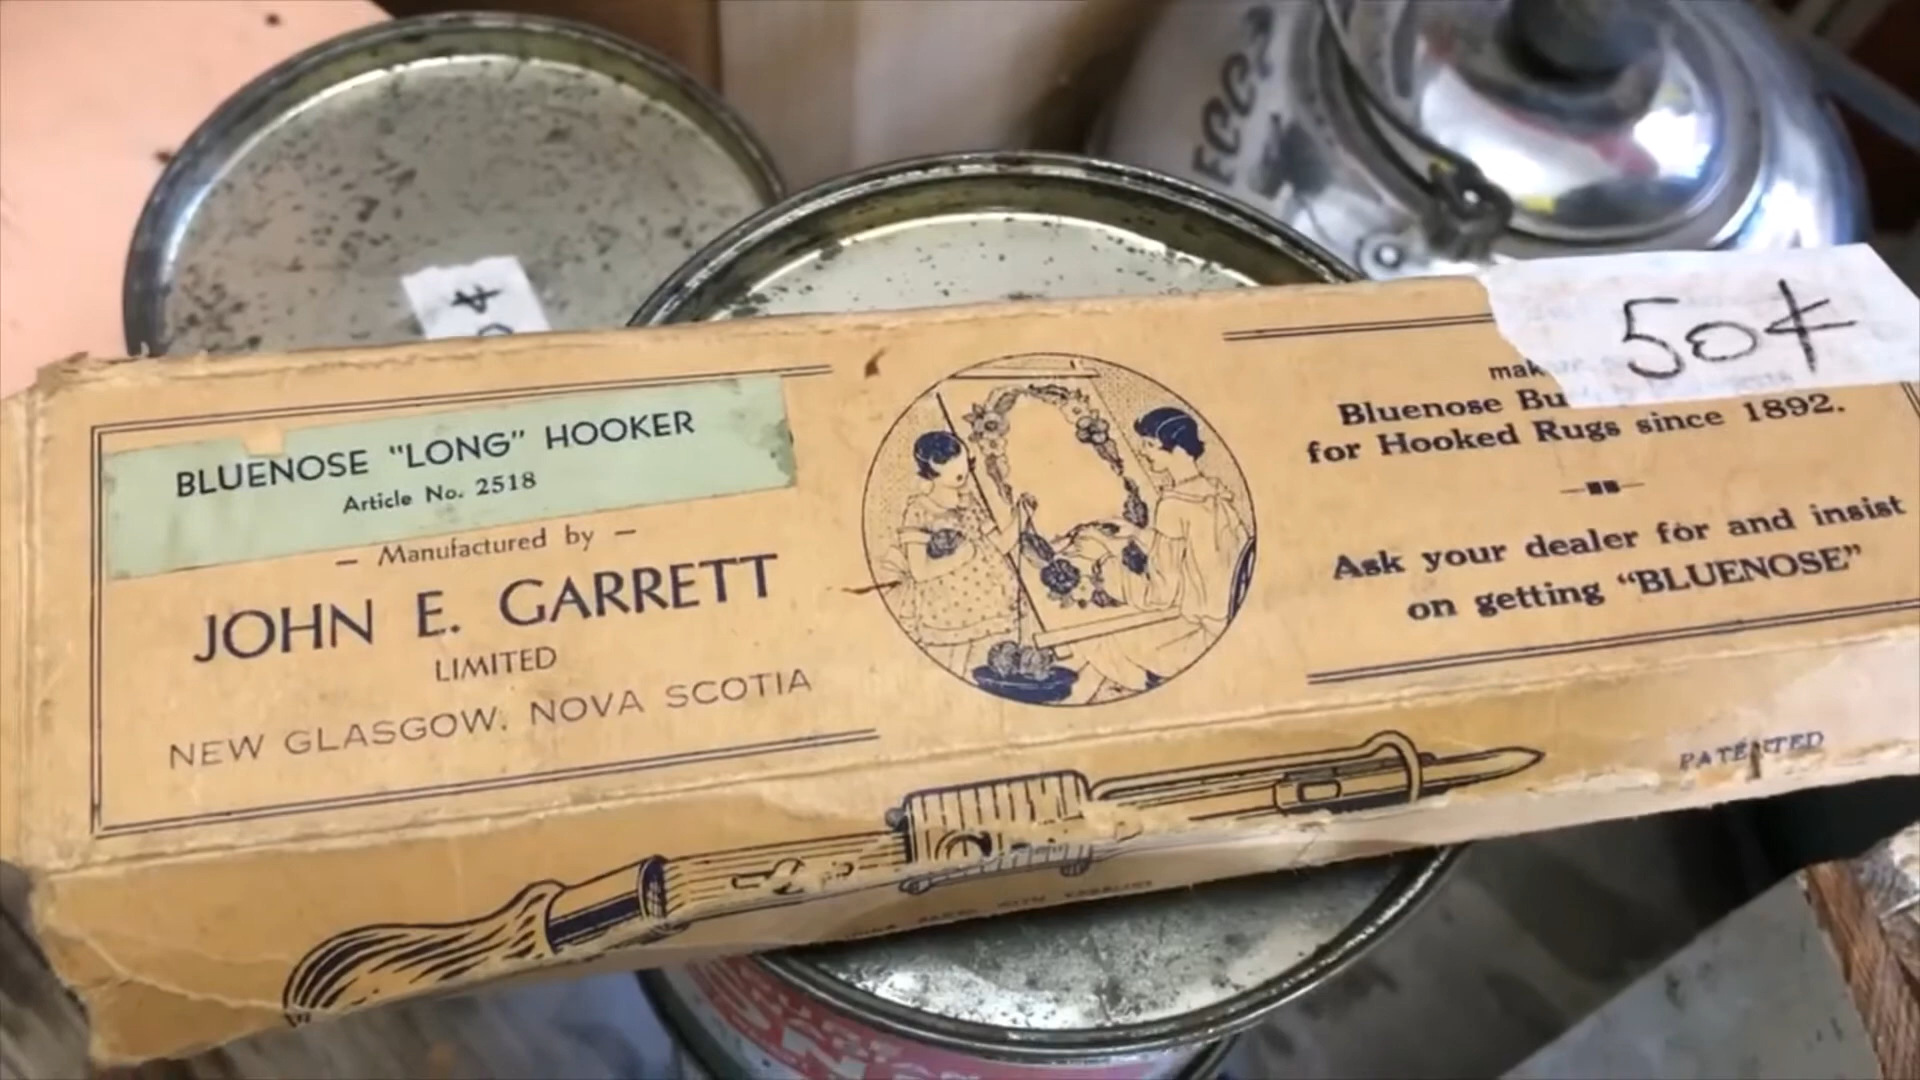 50¢
BLUENOSE "LONG" HOOKER
Article No. 2518
— Manufactured by —
JOHN E. GARRETT
LIMITED
NEW GLASGOW, NOVA SCOTIA
Bluenose
for Hooked Rugs since 1892.
Ask your dealer for and insist
on getting "BLUENOSE"
PATENTED